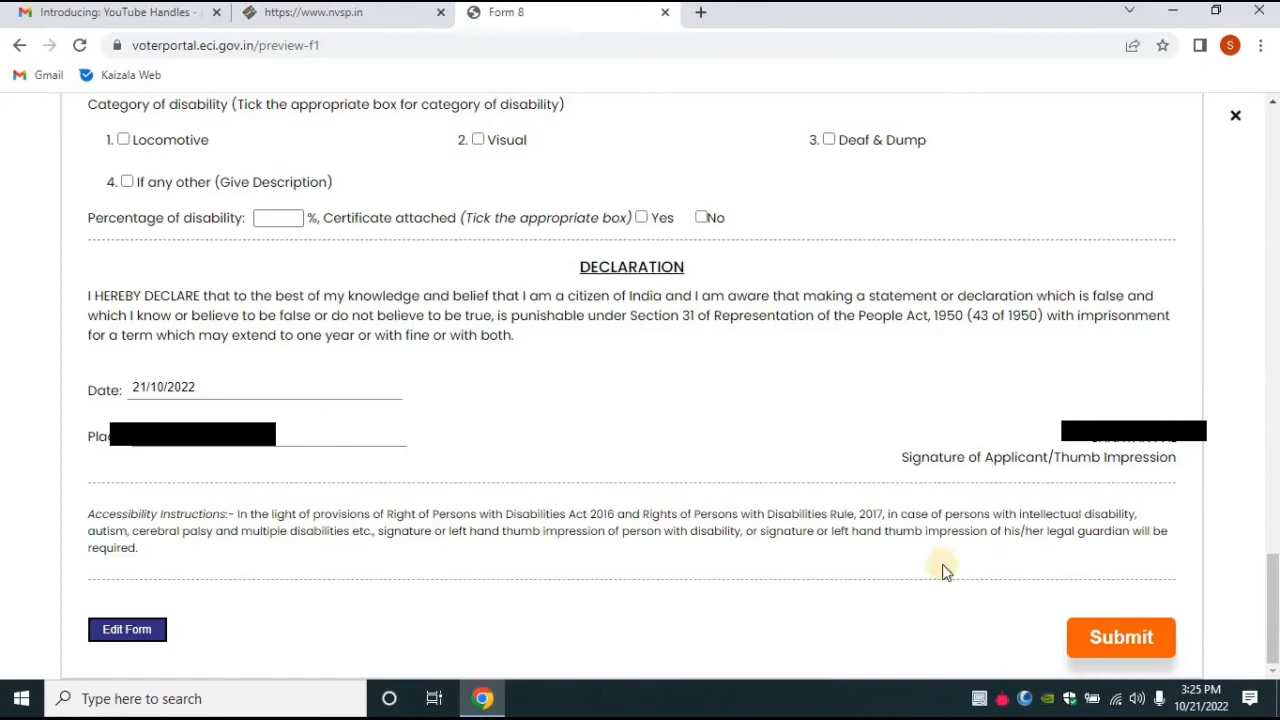 Introducing: YouTube Handles -
https://www.nvsp.in
Form 8
voterportal.eci.gov.in/preview-f1
S
Gmail
Kaizala Web
Category of disability (Tick the appropriate box for category of disability)
1. Locomotive
2. Visual
3. Deaf & Dump
4. If any other (Give Description)
Percentage of disability: %, Certificate attached (Tick the appropriate box) Yes No
DECLARATION
I HEREBY DECLARE that to the best of my knowledge and belief that I am a citizen of India and I am aware that making a statement or declaration which is false and
which I know or believe to be false or do not believe to be true, is punishable under Section 31 of Representation of the People Act, 1950 (43 of 1950) with imprisonment
for a term which may extend to one year or with fine or with both.
Date: 21/10/2022
Signature of Applicant/Thumb Impression
Accessibility Instructions:- In the light of provisions of Right of Persons with Disabilities Act 2016 and Rights of Persons with Disabilities Rule, 2017, in case of persons with intellectual disability,
autism, cerebral palsy and multiple disabilities etc., signature or left hand thumb impression of person with disability, or signature or left hand thumb impression of his/her legal guardian will be
required.
Edit Form
Submit
Type here to search
3:25 PM
10/21/2022